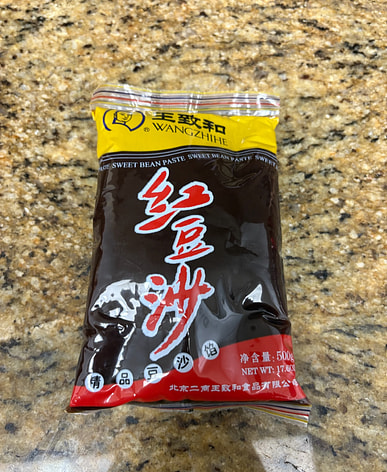 王致和
® WANGZHIHE
SWEET BEAN PASTE SWEET BEAN PASTE SWEET
红豆沙
净含量: 500g
NET WT: 17.6
精品豆沙馅
北京二商王致和食品有限公司